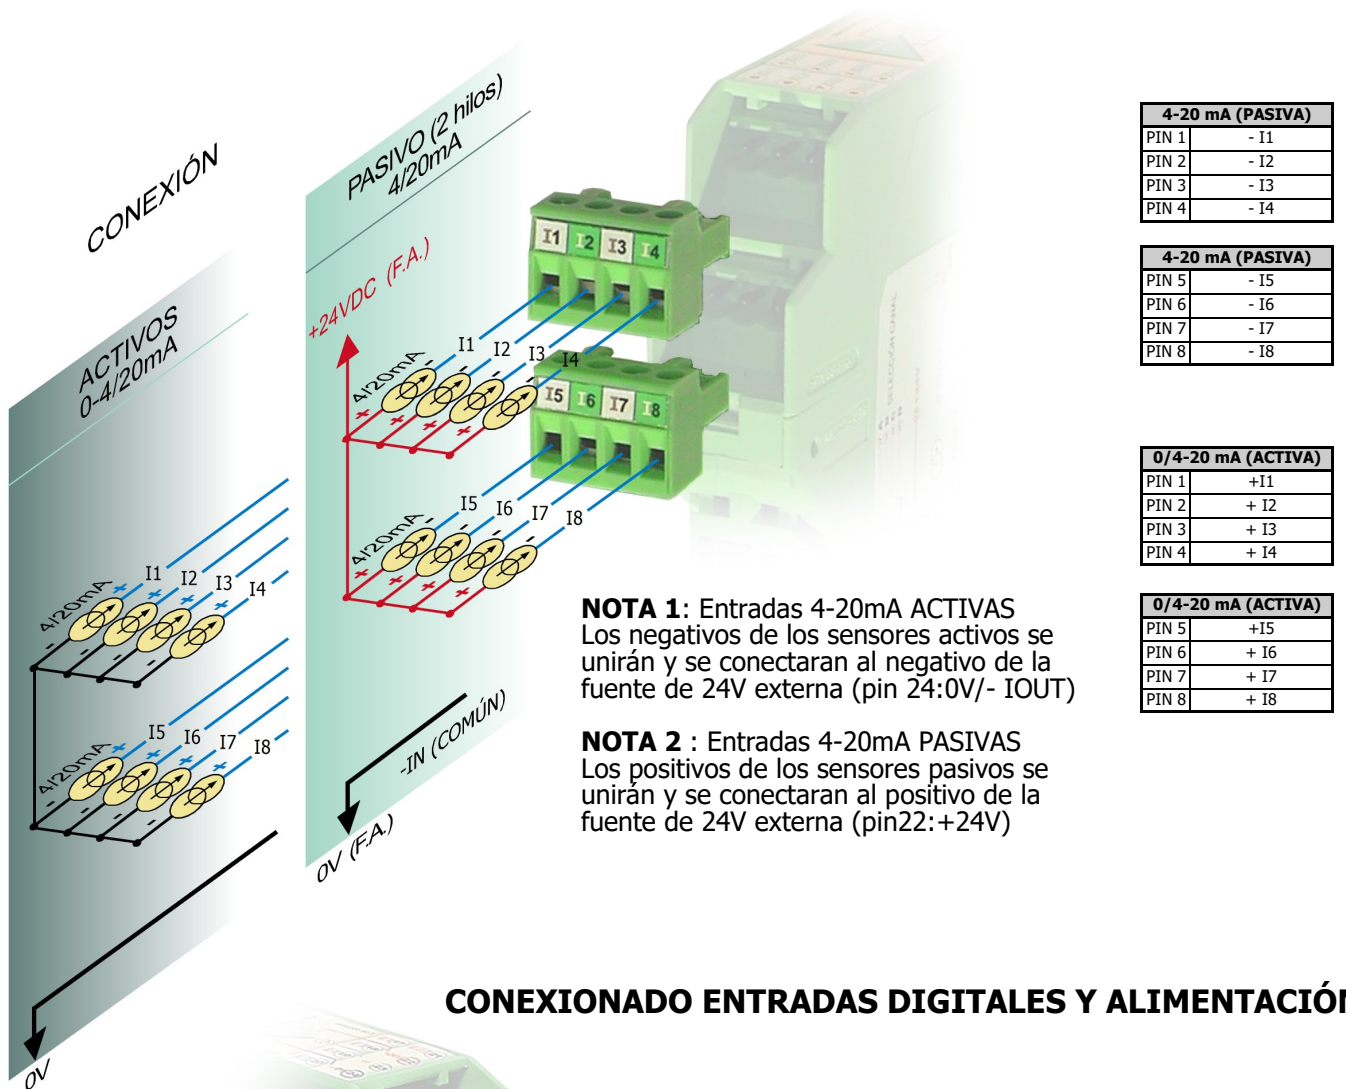 CONEXIÓN
ACTIVOS
0-4/20mA
4/20mA
I1
I2
I3
I4
4/20mA
I5
I6
I7
I8
0V
PASIVO (2 hilos)
4/20mA
+24VDC (F.A.)
4/20mA
I1
I2
I3
I4
4/20mA
I5
I6
I7
I8
-IN (COMÚN)
0V (F.A.)
I1 I2 I3 I4
I5 I6 I7 I8
SELECCIÓN CANAL
NOTA 1: Entradas 4-20mA ACTIVAS
Los negativos de los sensores activos se
unirán y se conectaran al negativo de la
fuente de 24V externa (pin 24:0V/- IOUT)
NOTA 2 : Entradas 4-20mA PASIVAS
Los positivos de los sensores pasivos se
unirán y se conectaran al positivo de la
fuente de 24V externa (pin22:+24V)
4-20 mA (PASIVA)
PIN 1 - I1
PIN 2 - I2
PIN 3 - I3
PIN 4 - I4
4-20 mA (PASIVA)
PIN 5 - I5
PIN 6 - I6
PIN 7 - I7
PIN 8 - I8
0/4-20 mA (ACTIVA)
PIN 1 +I1
PIN 2 + I2
PIN 3 + I3
PIN 4 + I4
0/4-20 mA (ACTIVA)
PIN 5 +I5
PIN 6 + I6
PIN 7 + I7
PIN 8 + I8
CONEXIONADO ENTRADAS DIGITALES Y ALIMENTACIÓN